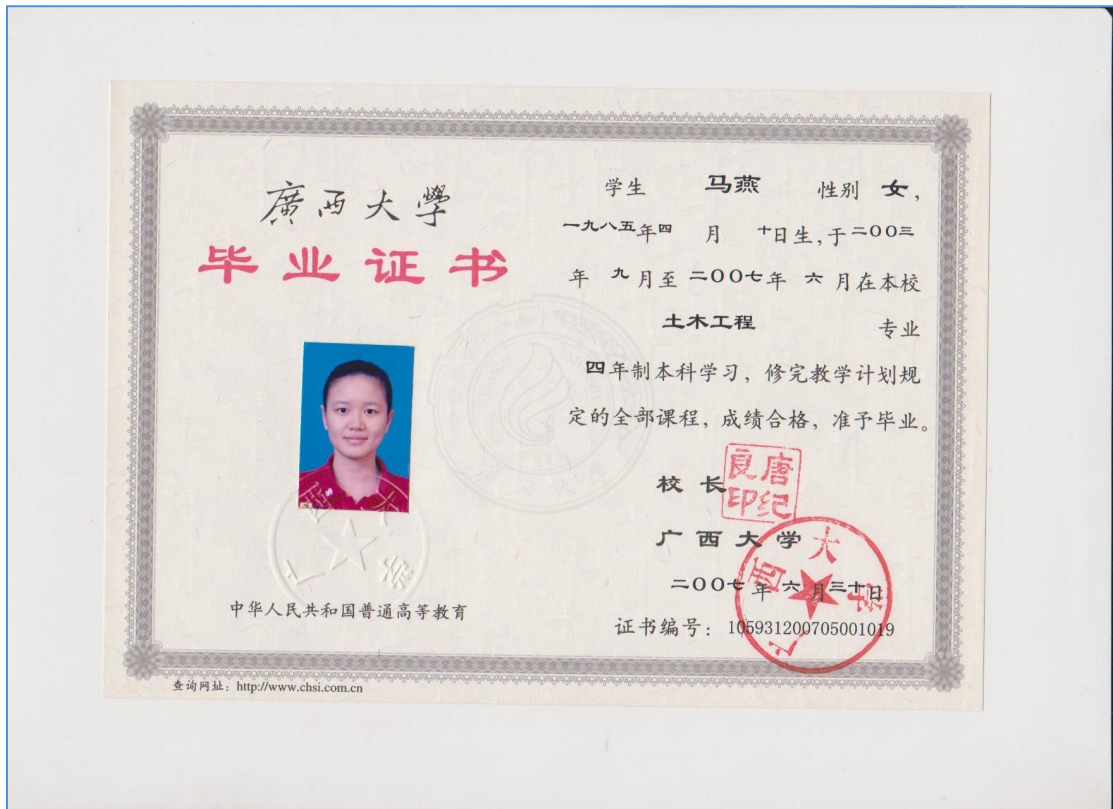 廣西大學
毕业证书
中华人民共和国普通高等教育
查询网址：http://www.chsi.com.cn
学生 马燕 性别 女，
一九八五年四 月 十日生，于二00三
年 九月至 二00七年 六 月在本校
土木工程 专业
四年制本科学习，修完教学计划规
定的全部课程，成绩合格，准予毕业。
校 长
唐纪良印
广 西 大 学
二00七 年 六 月三十日
证书编号：105931200705001019
广西大学